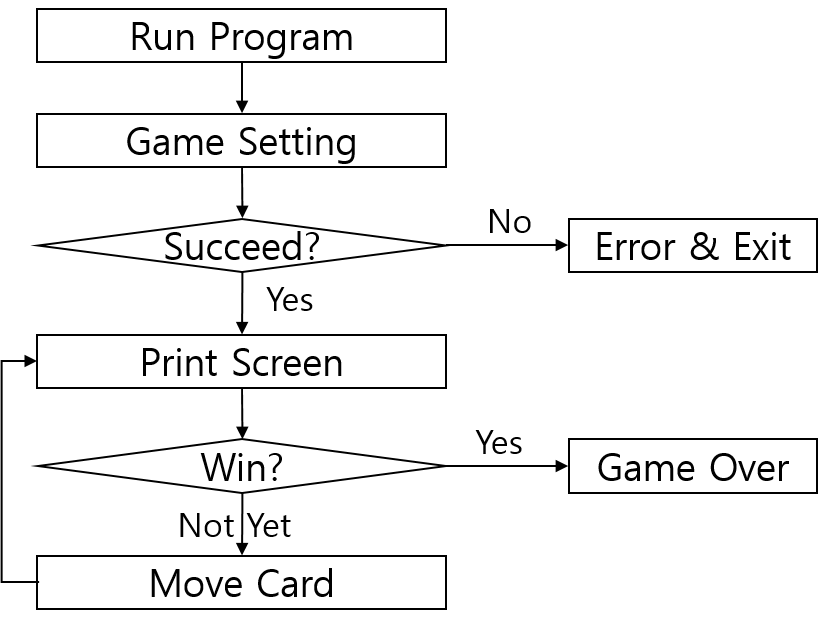 Run Program
Game Setting
Succeed?
No
Error & Exit
Yes
Print Screen
Win?
Yes
Game Over
Not Yet
Move Card